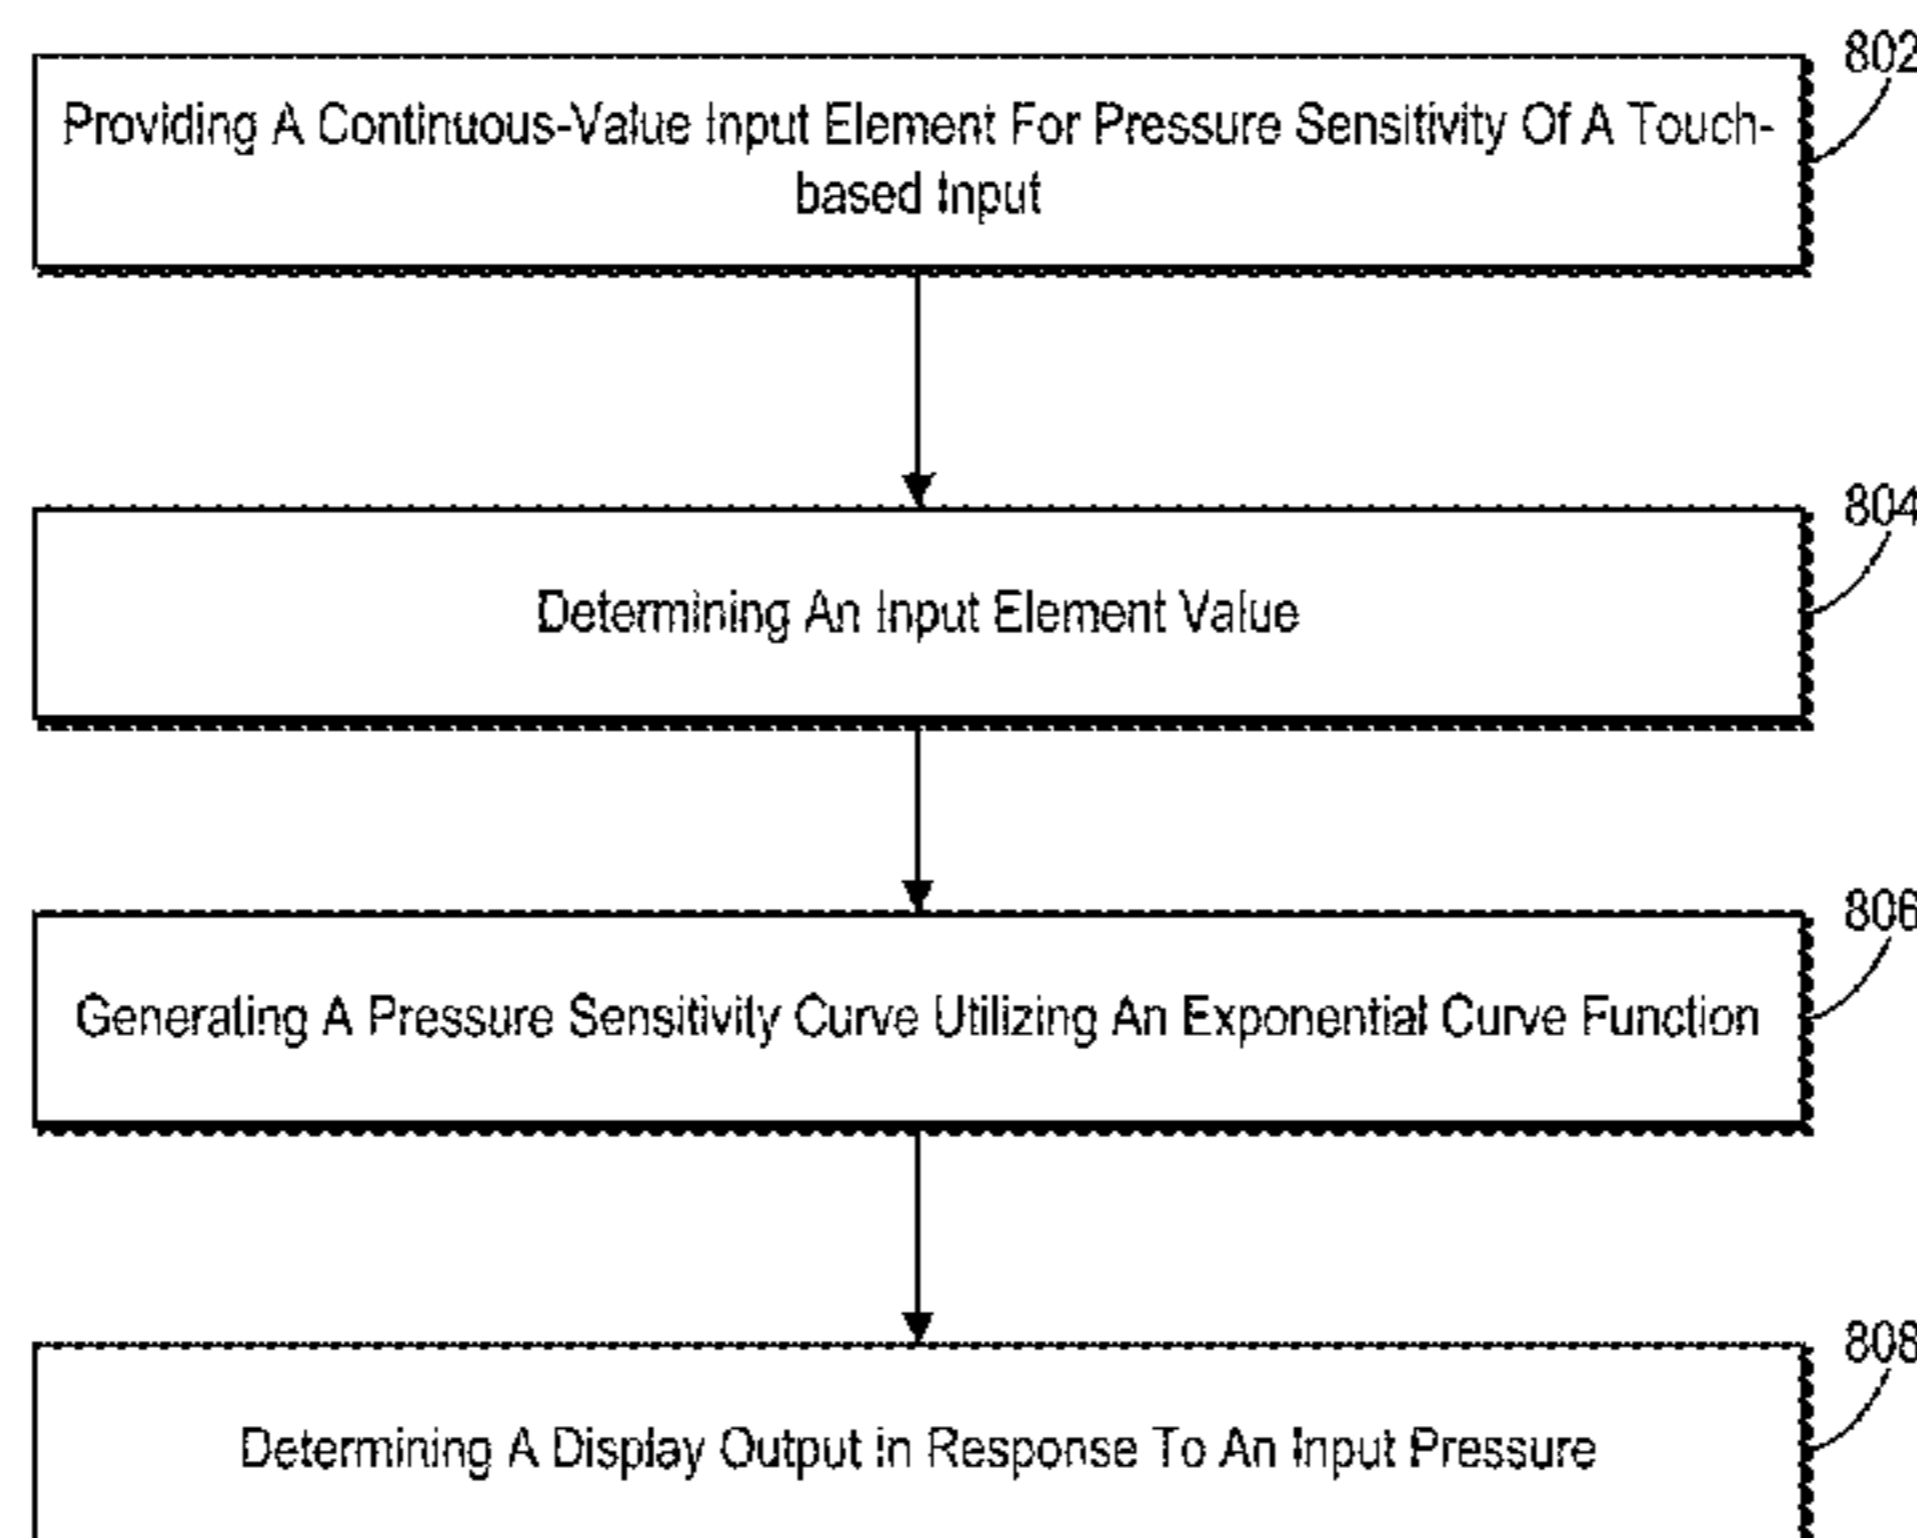 802
Providing A Continuous-Value Input Element For Pressure Sensitivity Of A Touch-
based Input
804
Determining An Input Element Value
806
Generating A Pressure Sensitivity Curve Utilizing An Exponential Curve Function
808
Determining A Display Output In Response To An Input Pressure